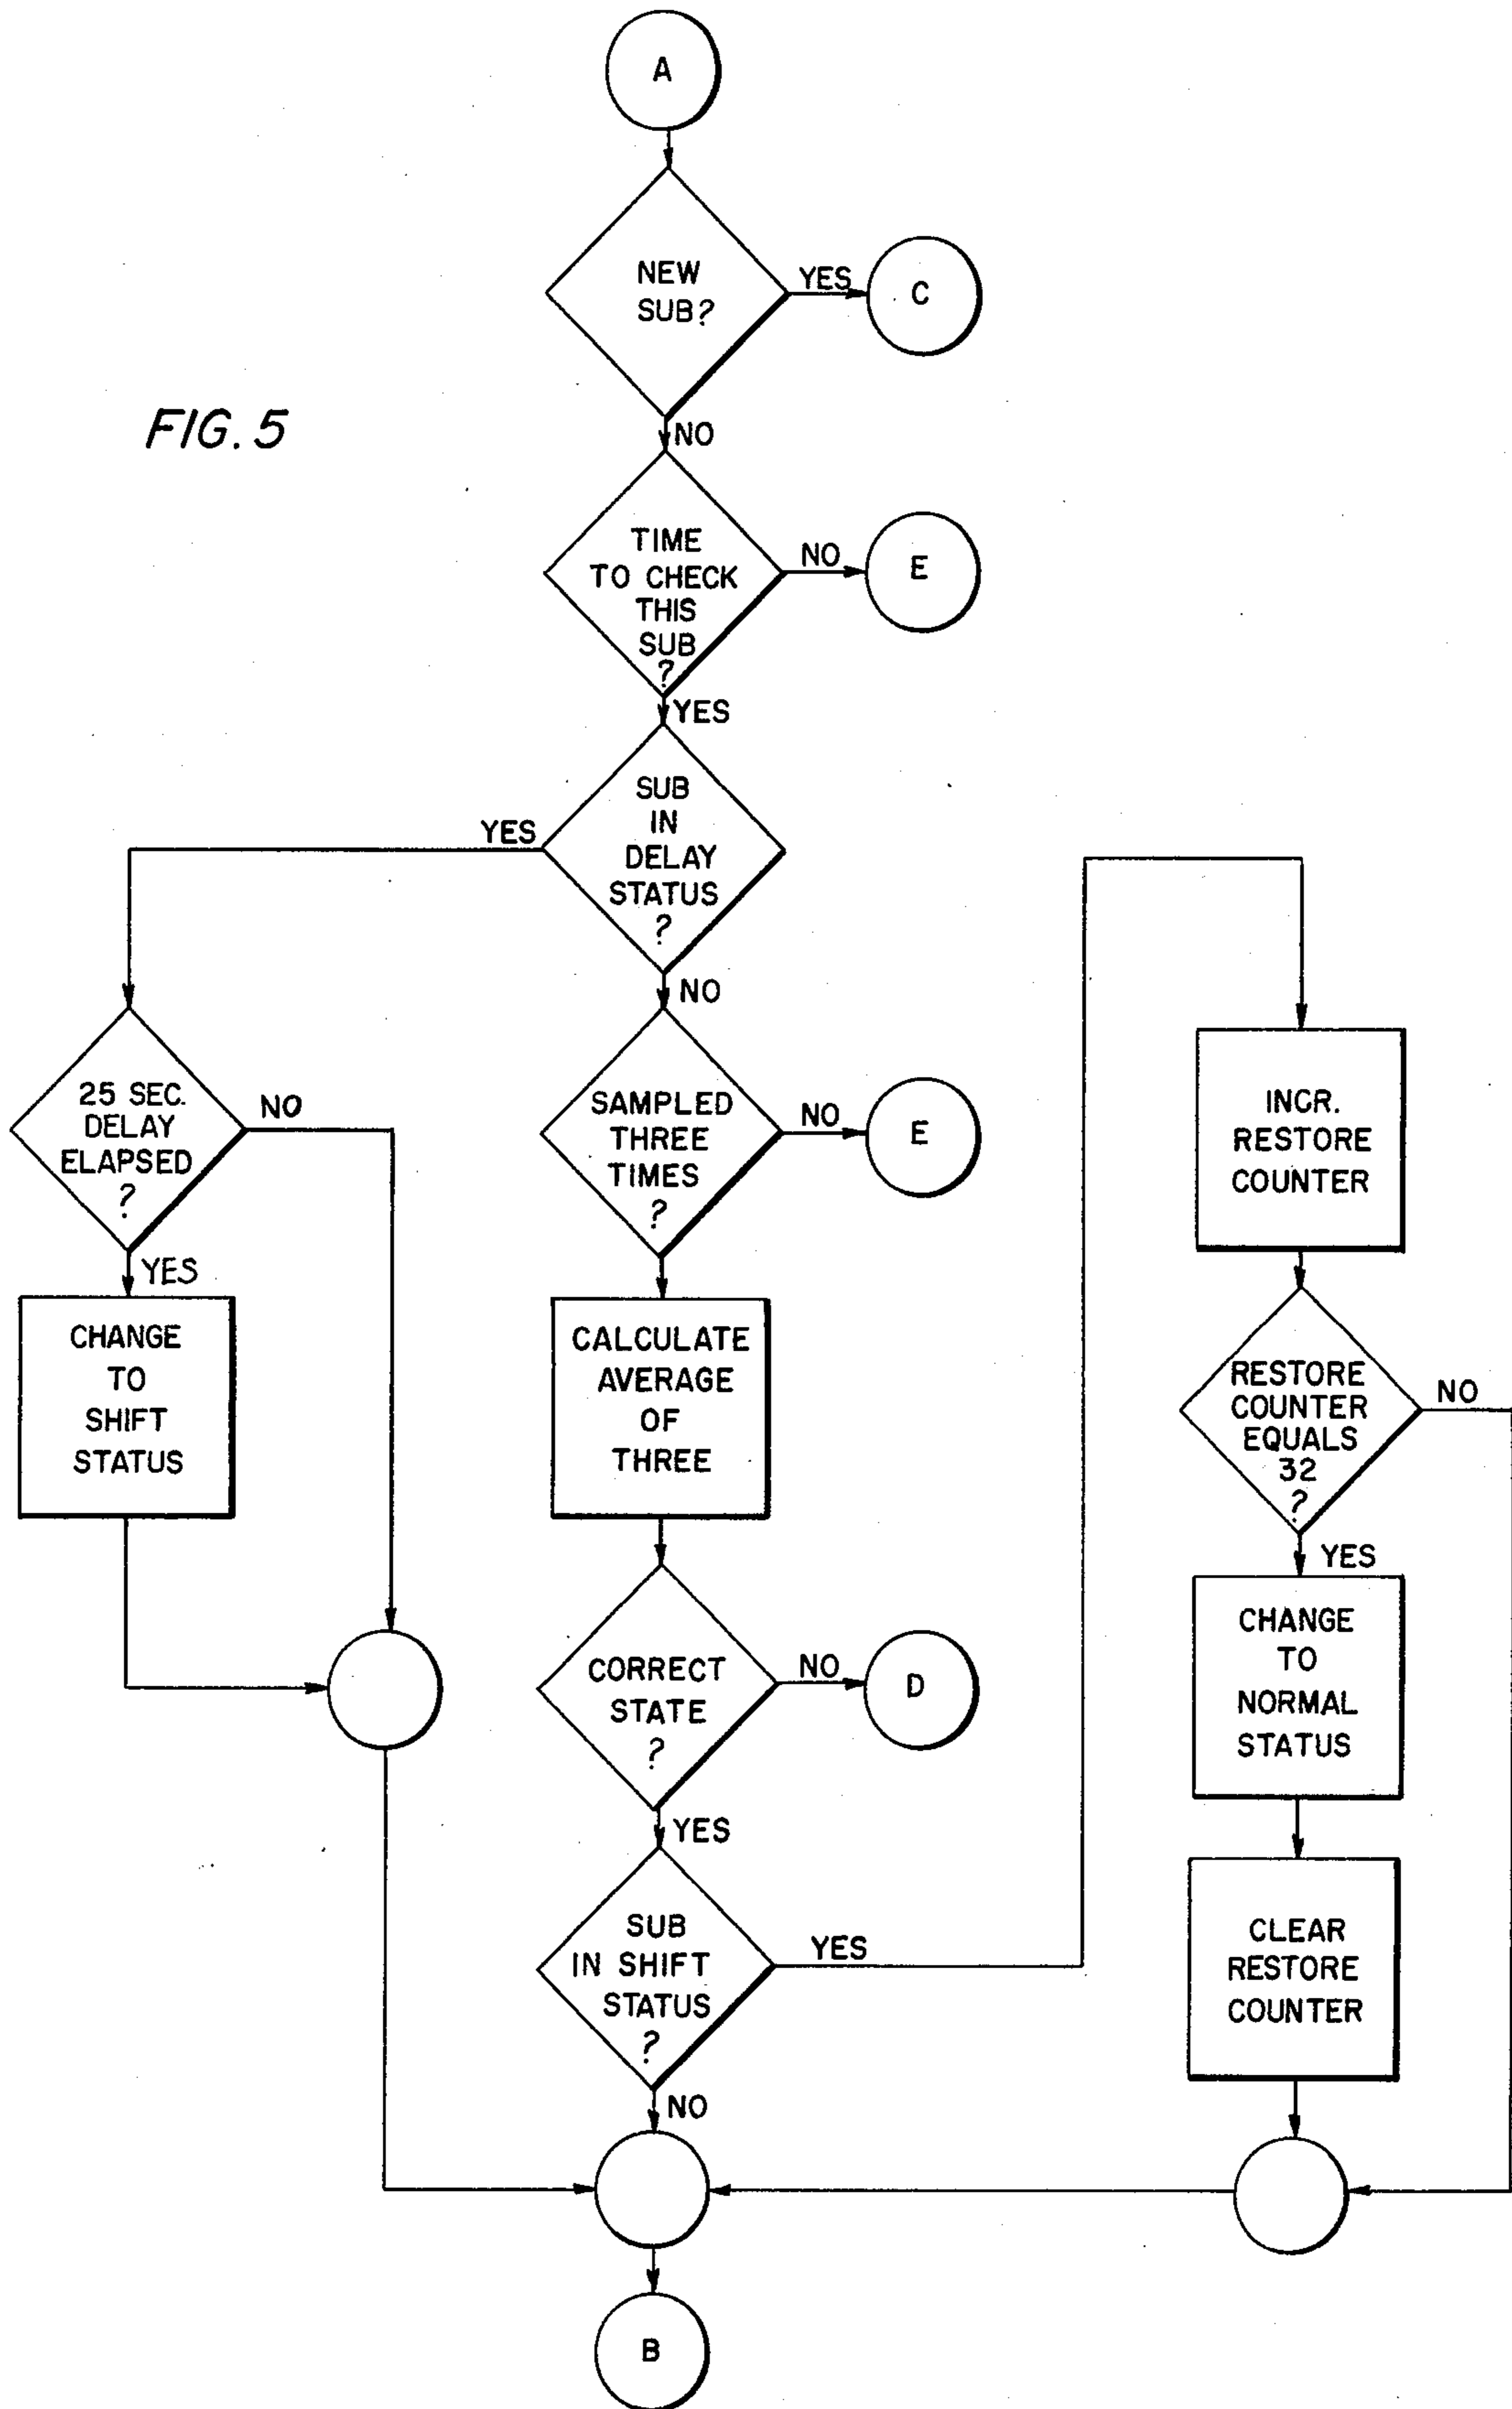 A
NEW
SUB?
YES
C
FIG. 5
NO
TIME
TO CHECK
THIS
SUB
?
NO
E
YES
SUB
IN
DELAY
STATUS
?
YES
NO
25 SEC.
DELAY
ELAPSED
?
NO
YES
CHANGE
TO
SHIFT
STATUS
SAMPLED
THREE
TIMES
?
NO
E
CALCULATE
AVERAGE
OF
THREE
CORRECT
STATE
?
NO
D
YES
SUB
IN SHIFT
STATUS
?
YES
NO
INCR.
RESTORE
COUNTER
RESTORE
COUNTER
EQUALS
32
?
NO
YES
CHANGE
TO
NORMAL
STATUS
CLEAR
RESTORE
COUNTER
B